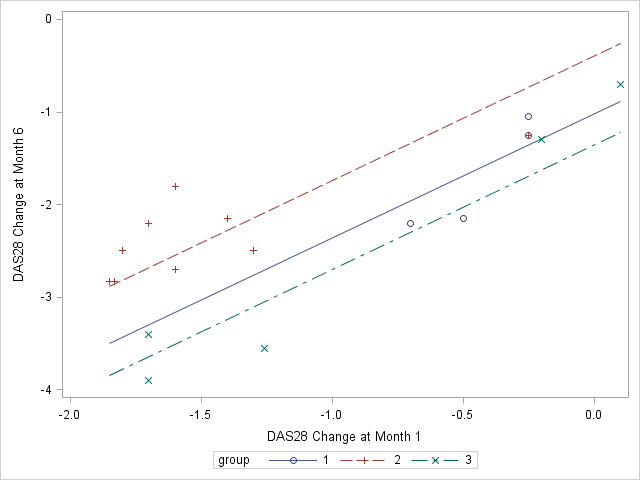 0
-1
-2
-3
-4
DAS28 Change at Month 6
-2.0 -1.5 -1.0 -0.5 0.0
DAS28 Change at Month 1
group 1 2 3